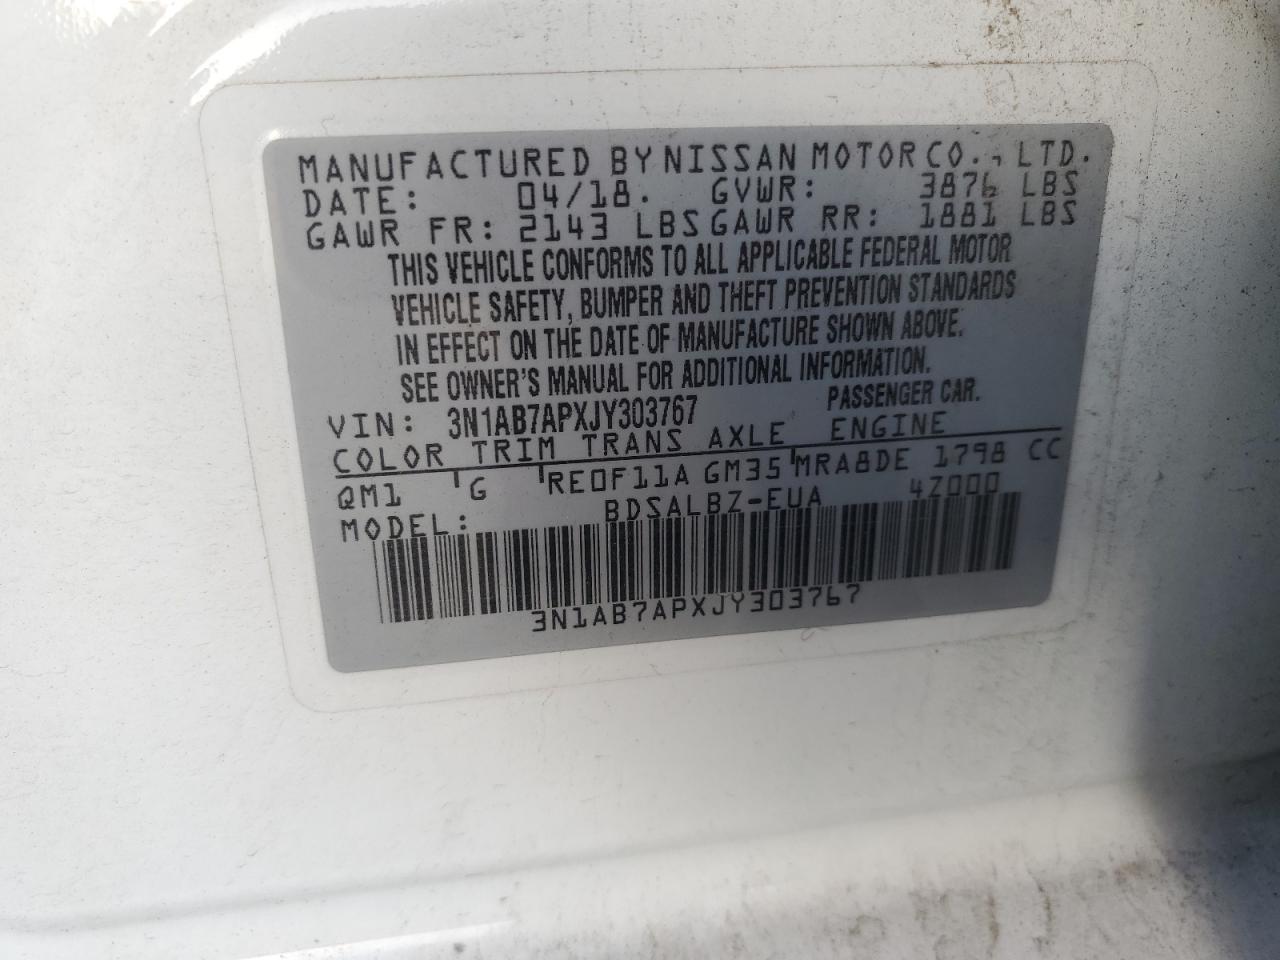 MANUFACTURED BY NISSAN MOTOR CO., LTD.
DATE: 04/18. GVWR: 3876 LBS
GAWR FR: 2143 LBS GAWR RR: 1881 LBS
THIS VEHICLE CONFORMS TO ALL APPLICABLE FEDERAL MOTOR
VEHICLE SAFETY, BUMPER AND THEFT PREVENTION STANDARDS
IN EFFECT ON THE DATE OF MANUFACTURE SHOWN ABOVE.
SEE OWNER'S MANUAL FOR ADDITIONAL INFORMATION.
VIN: 3N1AB7APXJY303767 PASSENGER CAR.
COLOR TRIM TRANS AXLE ENGINE
QM1 G RE0F11A GM35 MRA8DE 1798 CC
MODEL: BDSALBZ-EUA 4Z000
3N1AB7APXJY303767